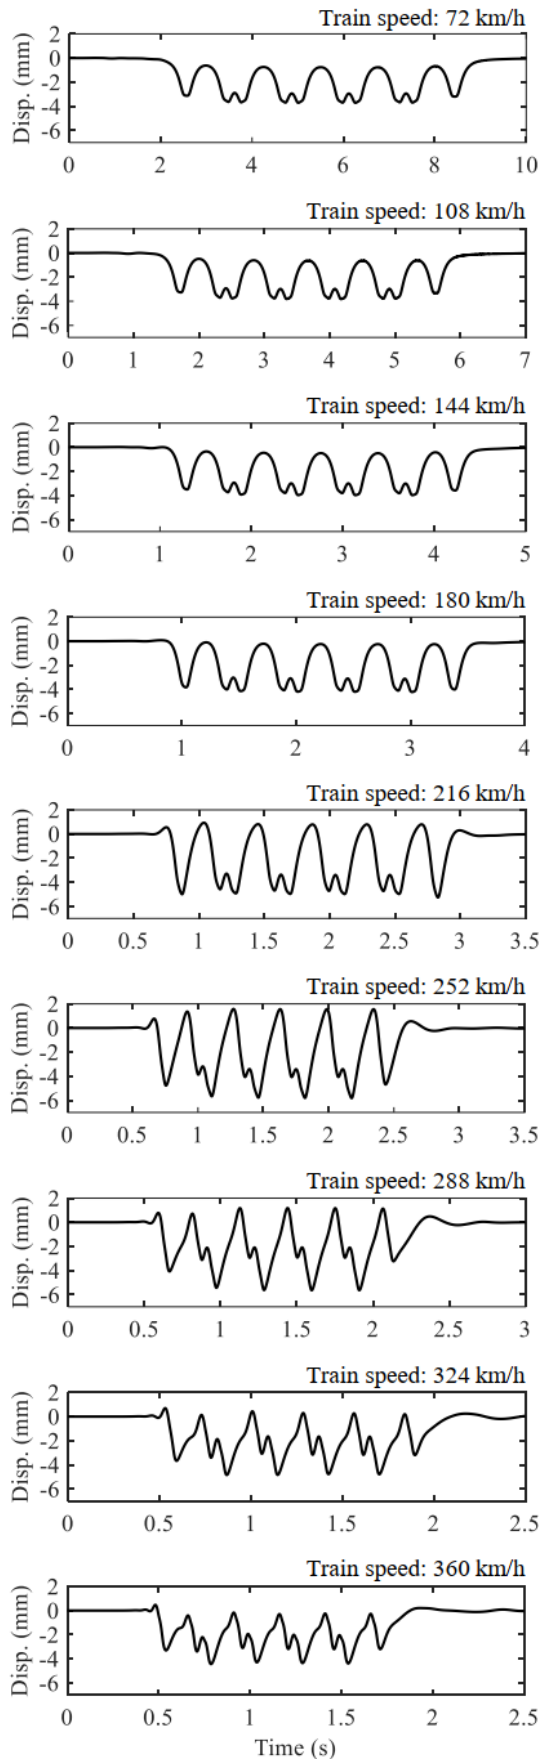 Train speed: 72 km/h
2
0
-2
-4
-6
Disp. (mm)
0 2 4 6 8 10
Train speed: 108 km/h
2
0
-2
-4
-6
Disp. (mm)
0 1 2 3 4 5 6 7
Train speed: 144 km/h
2
0
-2
-4
-6
Disp. (mm)
0 1 2 3 4 5
Train speed: 180 km/h
2
0
-2
-4
-6
Disp. (mm)
0 1 2 3 4
Train speed: 216 km/h
2
0
-2
-4
-6
Disp. (mm)
0 0.5 1 1.5 2 2.5 3 3.5
Train speed: 252 km/h
2
0
-2
-4
-6
Disp. (mm)
0 0.5 1 1.5 2 2.5 3 3.5
Train speed: 288 km/h
2
0
-2
-4
-6
Disp. (mm)
0 0.5 1 1.5 2 2.5 3
Train speed: 324 km/h
2
0
-2
-4
-6
Disp. (mm)
0 0.5 1 1.5 2 2.5
Train speed: 360 km/h
2
0
-2
-4
-6
Disp. (mm)
0 0.5 1 1.5 2 2.5
Time (s)